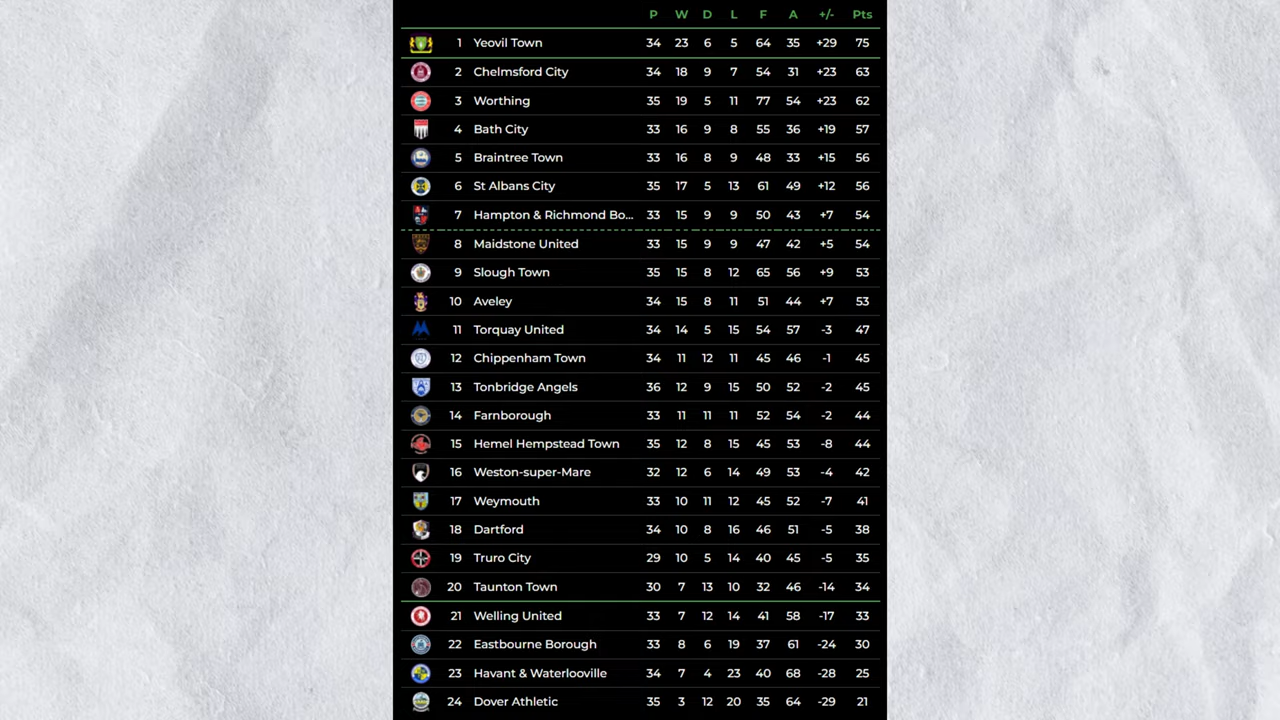 P W D L F A +/- Pts
1 Yeovil Town 34 23 6 5 64 35 +29 75
2 Chelmsford City 34 18 9 7 54 31 +23 63
3 Worthing 35 19 5 11 77 54 +23 62
4 Bath City 33 16 9 8 55 36 +19 57
5 Braintree Town 33 16 8 9 48 33 +15 56
6 St Albans City 35 17 5 13 61 49 +12 56
7 Hampton & Richmond Bo... 33 15 9 9 50 43 +7 54
8 Maidstone United 33 15 9 9 47 42 +5 54
9 Slough Town 35 15 8 12 65 56 +9 53
10 Aveley 34 15 8 11 51 44 +7 53
11 Torquay United 34 14 5 15 54 57 -3 47
12 Chippenham Town 34 11 12 11 45 46 -1 45
13 Tonbridge Angels 36 12 9 15 50 52 -2 45
14 Farnborough 33 11 11 11 52 54 -2 44
15 Hemel Hempstead Town 35 12 8 15 45 53 -8 44
16 Weston-super-Mare 32 12 6 14 49 53 -4 42
17 Weymouth 33 10 11 12 45 52 -7 41
18 Dartford 34 10 8 16 46 51 -5 38
19 Truro City 29 10 5 14 40 45 -5 35
20 Taunton Town 30 7 13 10 32 46 -14 34
21 Welling United 33 7 12 14 41 58 -17 33
22 Eastbourne Borough 33 8 6 19 37 61 -24 30
23 Havant & Waterlooville 34 7 4 23 40 68 -28 25
24 Dover Athletic 35 3 12 20 35 64 -29 21